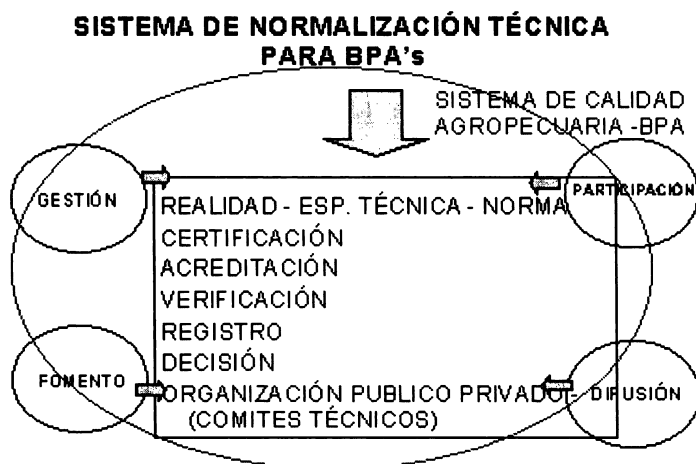 SISTEMA DE NORMALIZACIÓN TÉCNICA
PARA BPA's
SISTEMA DE CALIDAD
AGROPECUARIA -BPA
GESTIÓN
PARTICIPACIÓN
REALIDAD - ESP. TÉCNICA - NORMA
CERTIFICACIÓN
ACREDITACIÓN
VERIFICACIÓN
REGISTRO
DECISIÓN
FOMENTO
ORGANIZACIÓN PUBLICO PRIVADO -
DIFUSIÓN
(COMITES TÉCNICOS)